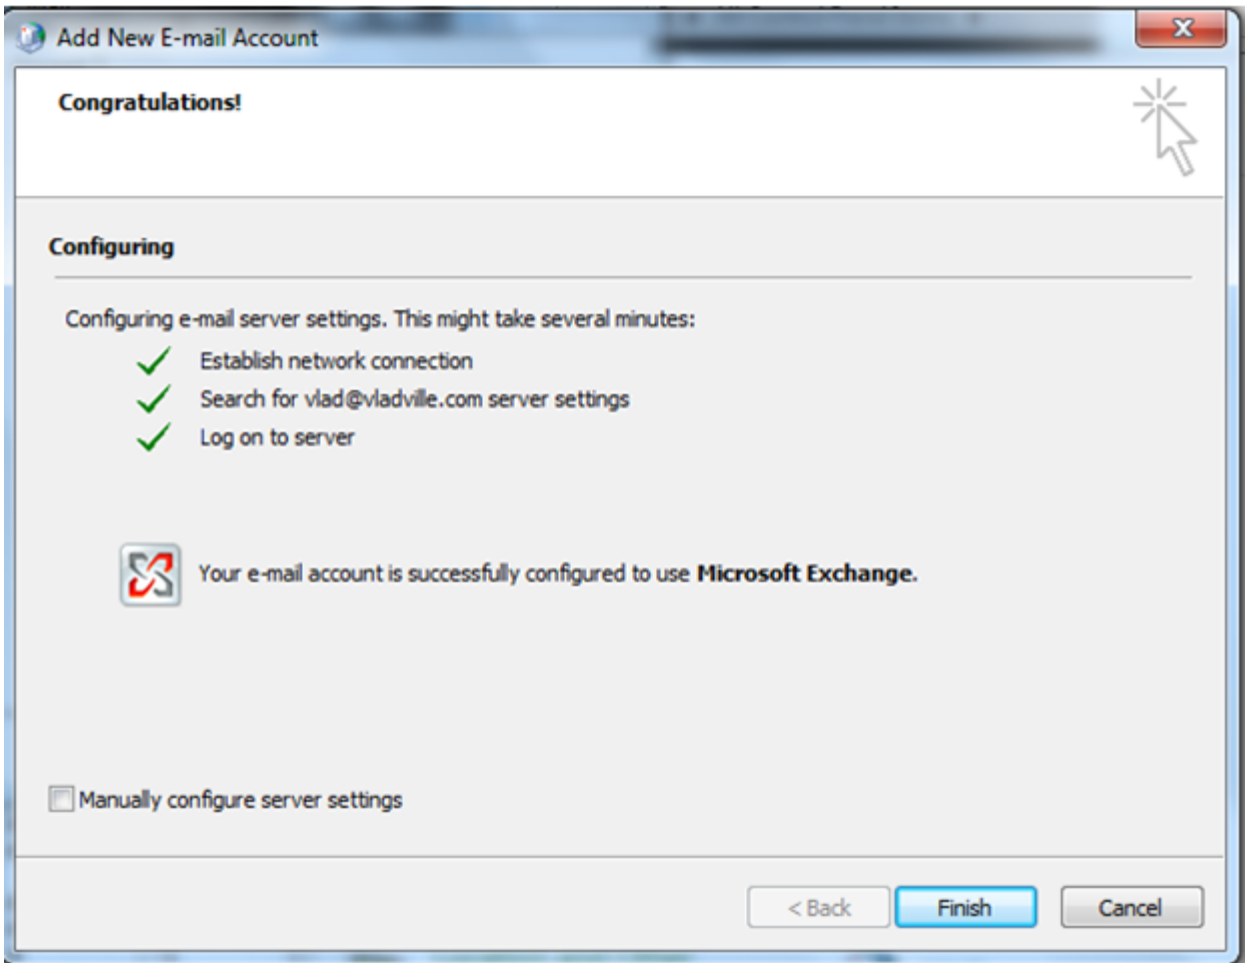 Add New E-mail Account
Congratulations!
Configuring
Configuring e-mail server settings. This might take several minutes:
Establish network connection
Search for vlad@vladville.com server settings
Log on to server
Your e-mail account is successfully configured to use Microsoft Exchange.
Manually configure server settings
< Back Finish Cancel